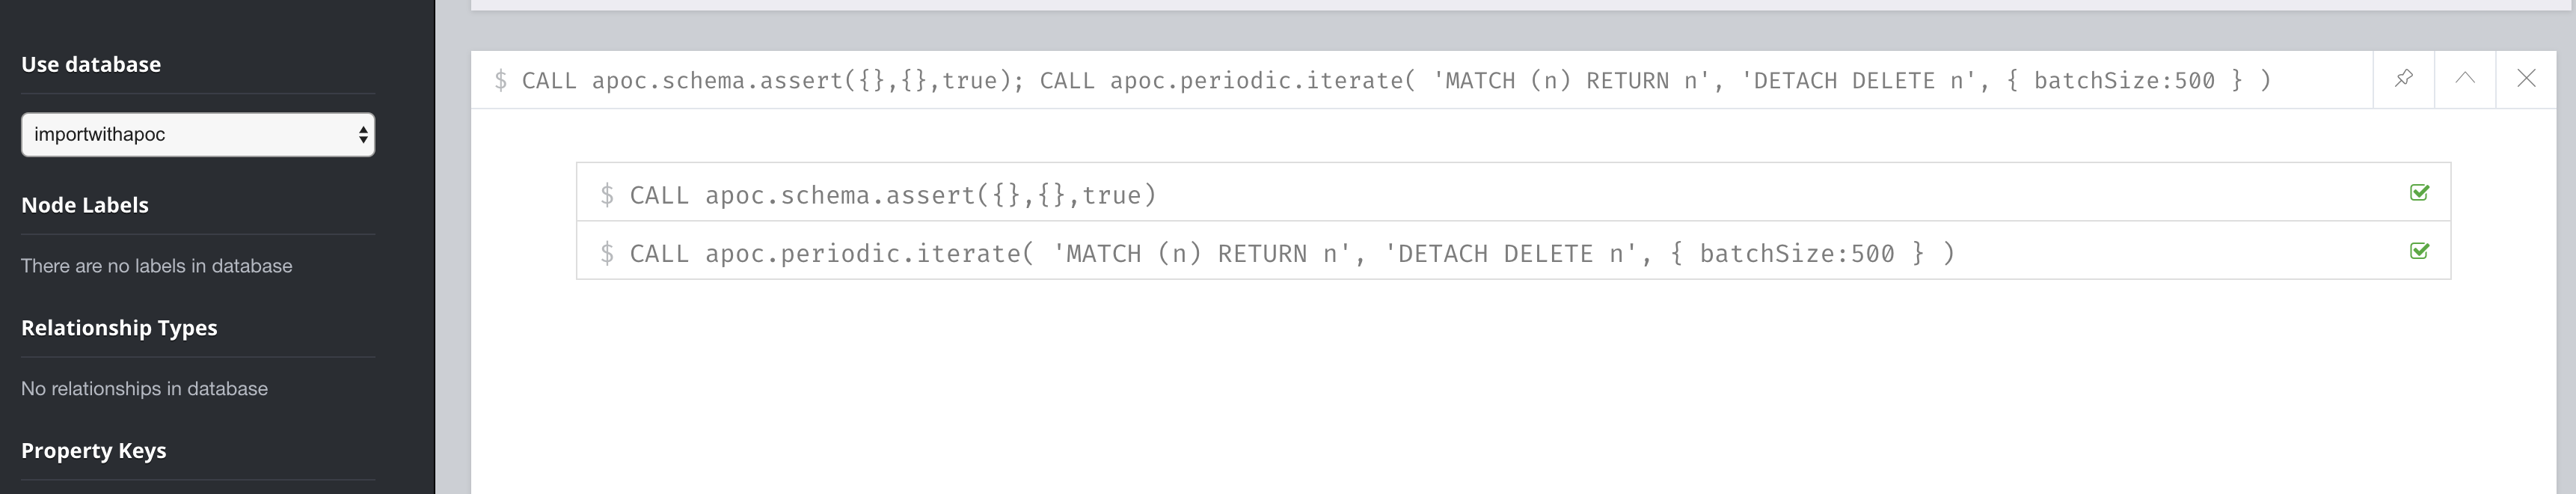 Use database
importwithapoc
Node Labels
There are no labels in database
Relationship Types
No relationships in database
Property Keys
$ CALL apoc.schema.assert({},{},true); CALL apoc.periodic.iterate( 'MATCH (n) RETURN n', 'DETACH DELETE n', { batchSize:500 } )
$ CALL apoc.schema.assert({},{},true)
$ CALL apoc.periodic.iterate( 'MATCH (n) RETURN n', 'DETACH DELETE n', { batchSize:500 } )